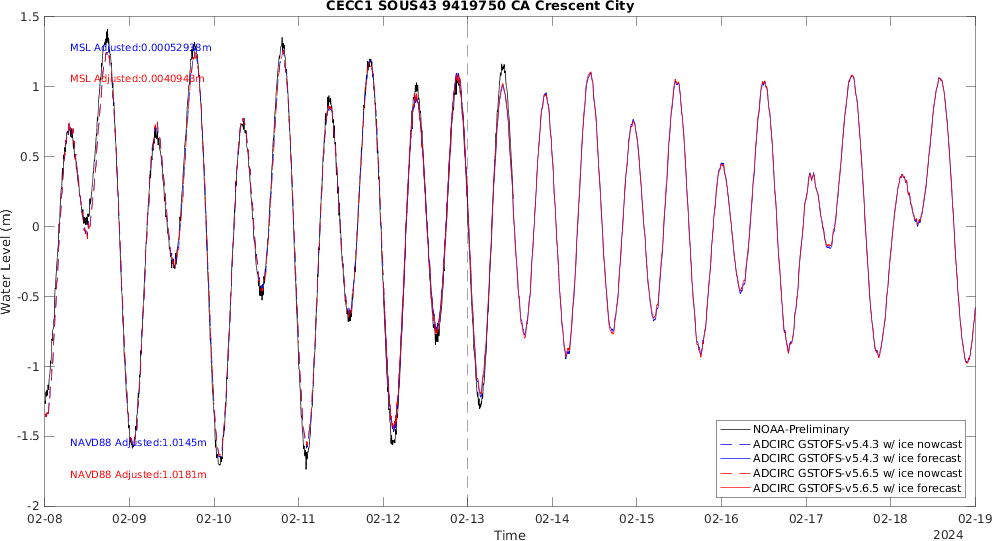 CECC1 SOUS43 9419750 CA Crescent City
1.5
MSL Adjusted:0.00052938m
MSL Adjusted:0.0040943m
1
0.5
0
-0.5
-1
-1.5
-2
Water Level (m)
NAVD88 Adjusted:1.0145m
NAVD88 Adjusted:1.0181m
NOAA-Preliminary
ADCIRC GSTOFS-v5.4.3 w/ ice nowcast
ADCIRC GSTOFS-v5.4.3 w/ ice forecast
ADCIRC GSTOFS-v5.6.5 w/ ice nowcast
ADCIRC GSTOFS-v5.6.5 w/ ice forecast
02-08 02-09 02-10 02-11 02-12 02-13 02-14 02-15 02-16 02-17 02-18 02-19
Time
2024